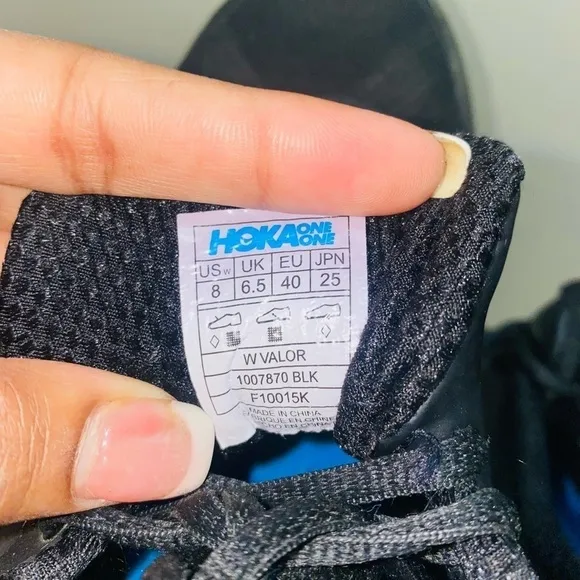 HOKA ONE ONE
US w UK EU JPN
8 6.5 40 25
W VALOR
1007870 BLK
F10015K
MADE IN CHINA